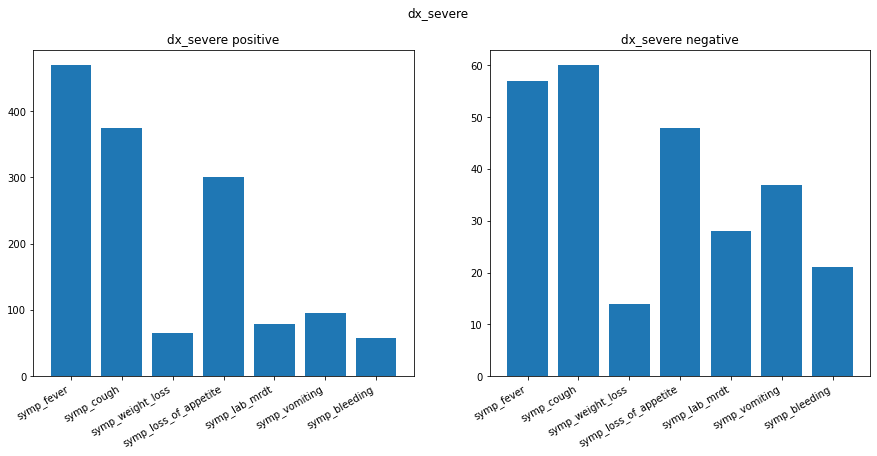 dx_severe
dx_severe positive
400
300
200
100
0
symp_fever
symp_cough
symp_weight_loss
symp_loss_of_appetite
symp_lab_mrdt
symp_vomiting
symp_bleeding
dx_severe negative
60
50
40
30
20
10
0
symp_fever
symp_cough
symp_weight_loss
symp_loss_of_appetite
symp_lab_mrdt
symp_vomiting
symp_bleeding